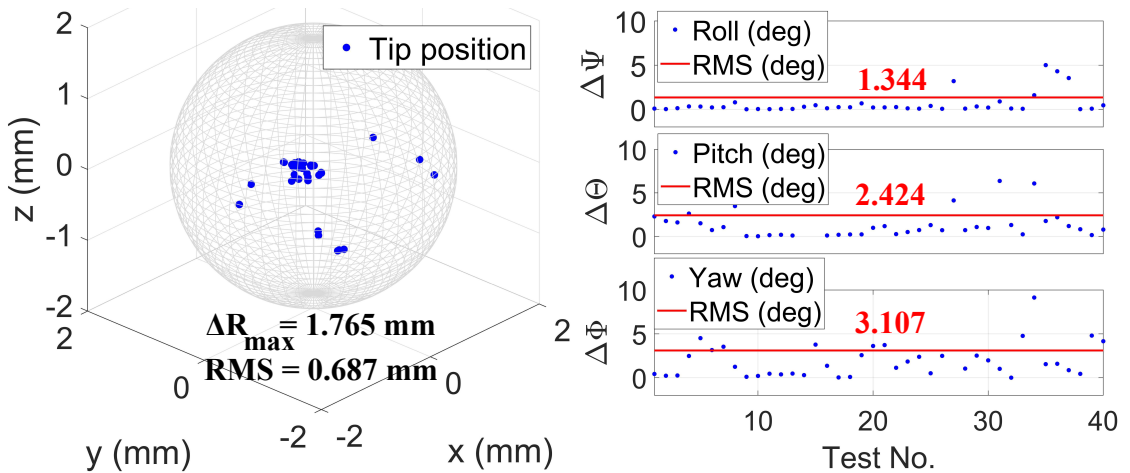 2
1
0
-1
-2
z (mm)
Tip position
ΔR
max
= 1.765 mm
RMS = 0.687 mm
2
0
-2
y (mm)
-2
0
2
x (mm)
10
5
0
ΔΨ
Roll (deg)
RMS (deg)
1.344
10
5
0
ΔΘ
Pitch (deg)
RMS (deg)
2.424
10
5
0
ΔΦ
Yaw (deg)
RMS (deg)
3.107
10 20 30 40
Test No.